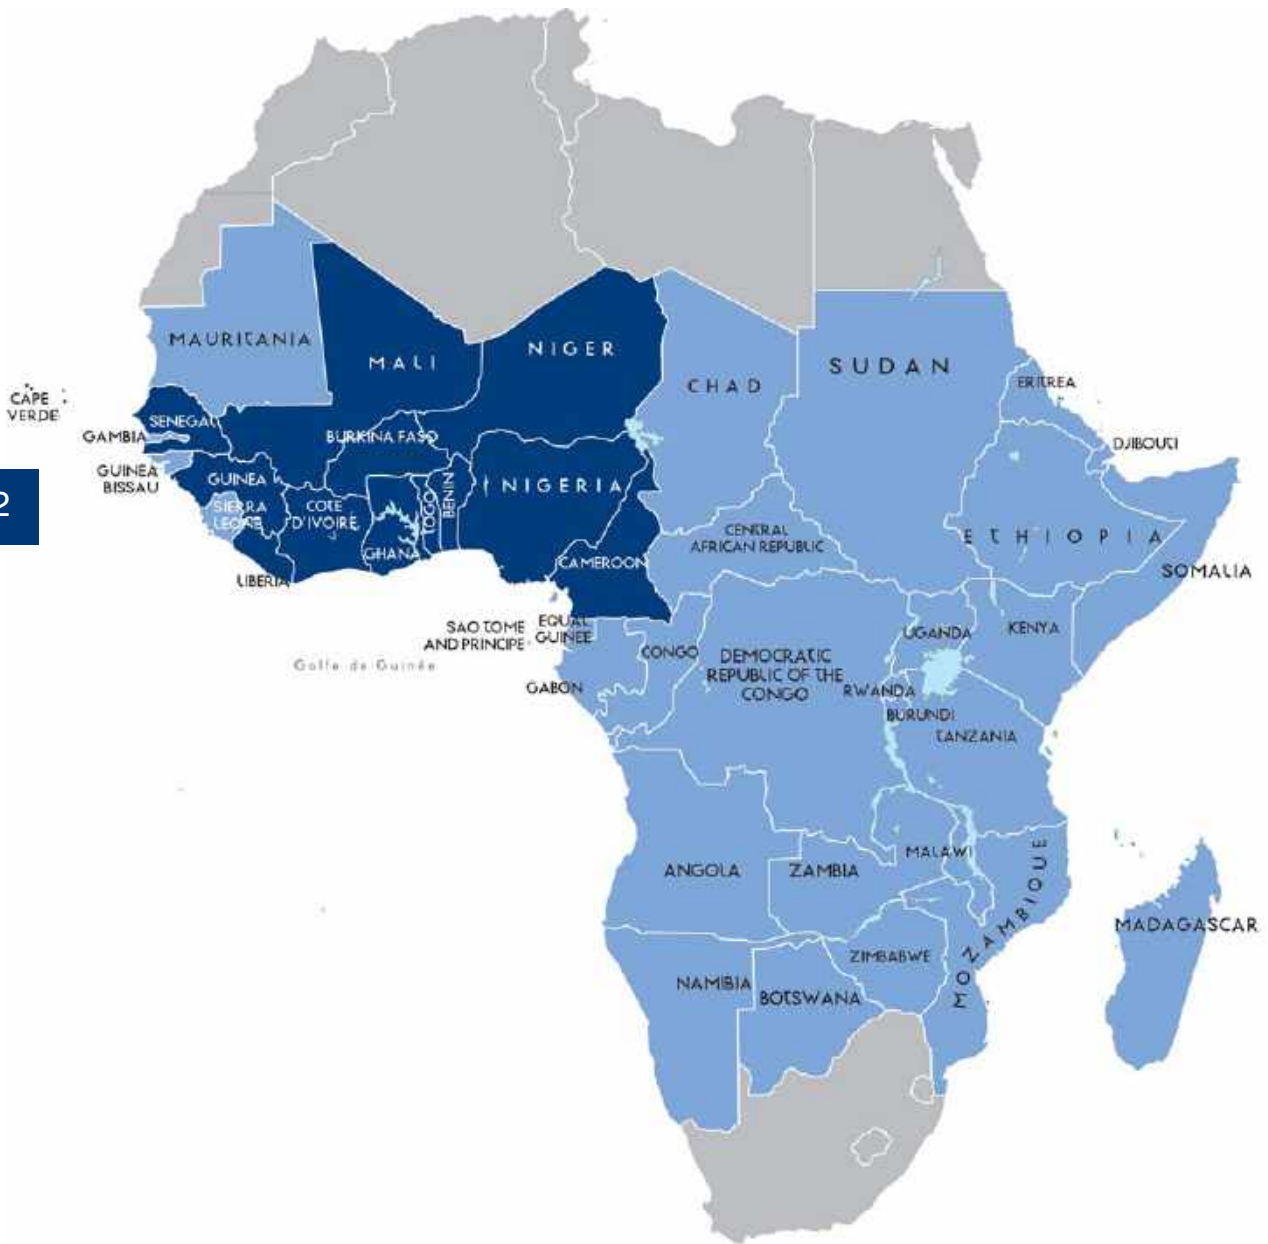 MAURITANIA
MALI
NIGER
CHAD
SUDAN
ERITREA
CAPE
VERDE
SENEGAL
GAMBIA
BURKINA FASO
DJIBOUTI
GUINEA
BISSAU
GUINEA
NIGERIA
BENIN
TOGO
2
SIERRA
LEONE
COTE
D'IVOIRE
GHANA
CENTRAL
AFRICAN REPUBLIC
ETHIOPIA
CAMEROON
SOMALIA
LIBERIA
SAO TOME
AND PRINCIPE
EQUAL
GUINEE
UGANDA
KENYA
CONGO
DEMOCRATIC
REPUBLIC OF THE
CONGO
Golfe de Guinée
GABON
RWANDA
BURUNDI
TANZANIA
MALAWI
ANGOLA
ZAMBIA
MOZAMBIQUE
MADAGASCAR
ZIMBABWE
NAMIBIA
BOTSWANA